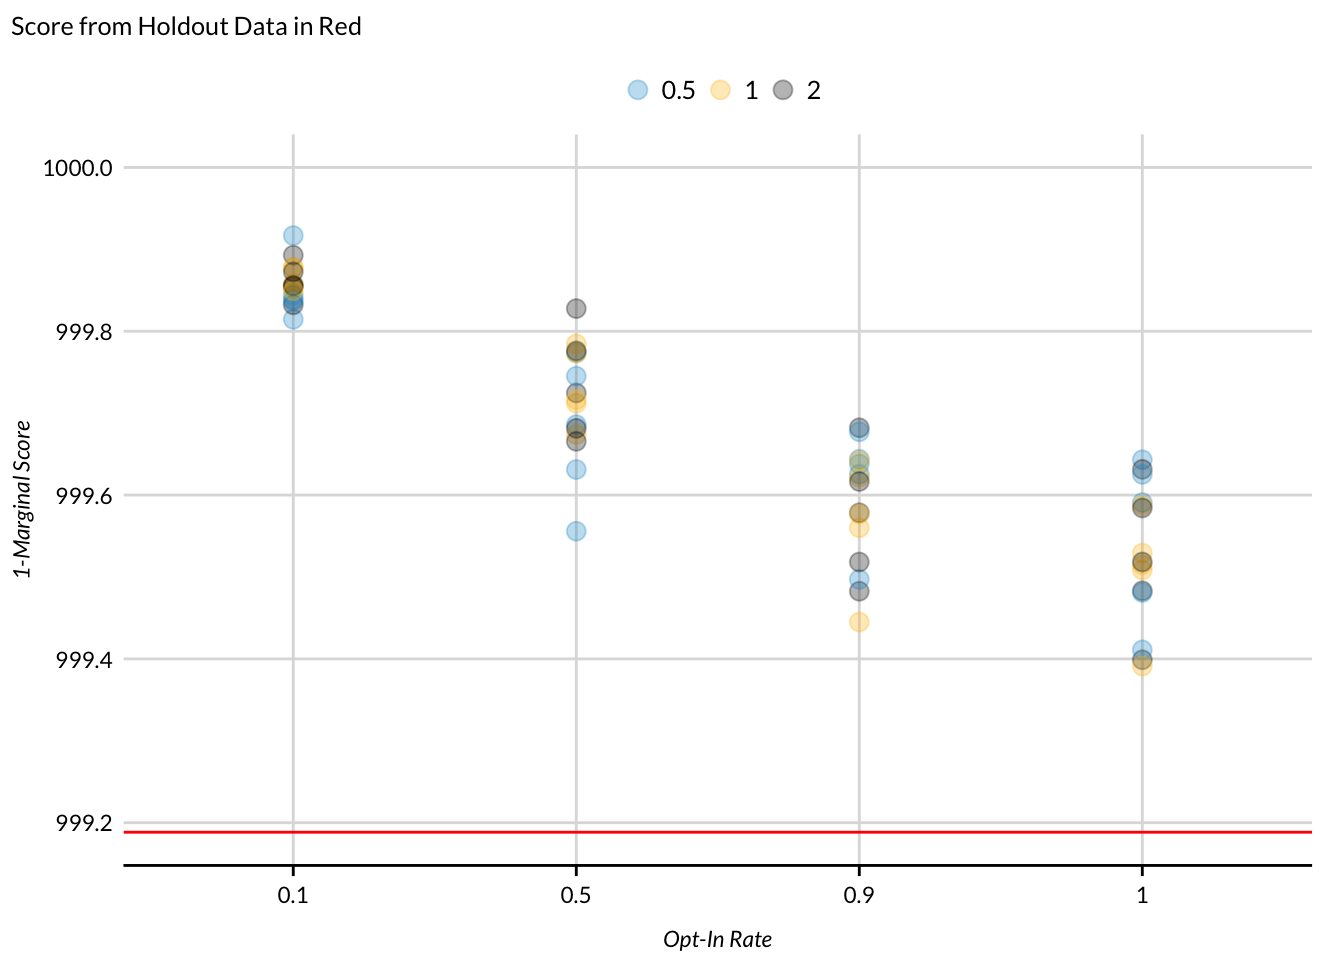 Score from Holdout Data in Red
0.5 1 2
1000.0
999.8
999.6
999.4
999.2
1-Marginal Score
0.1 0.5 0.9 1
Opt-In Rate